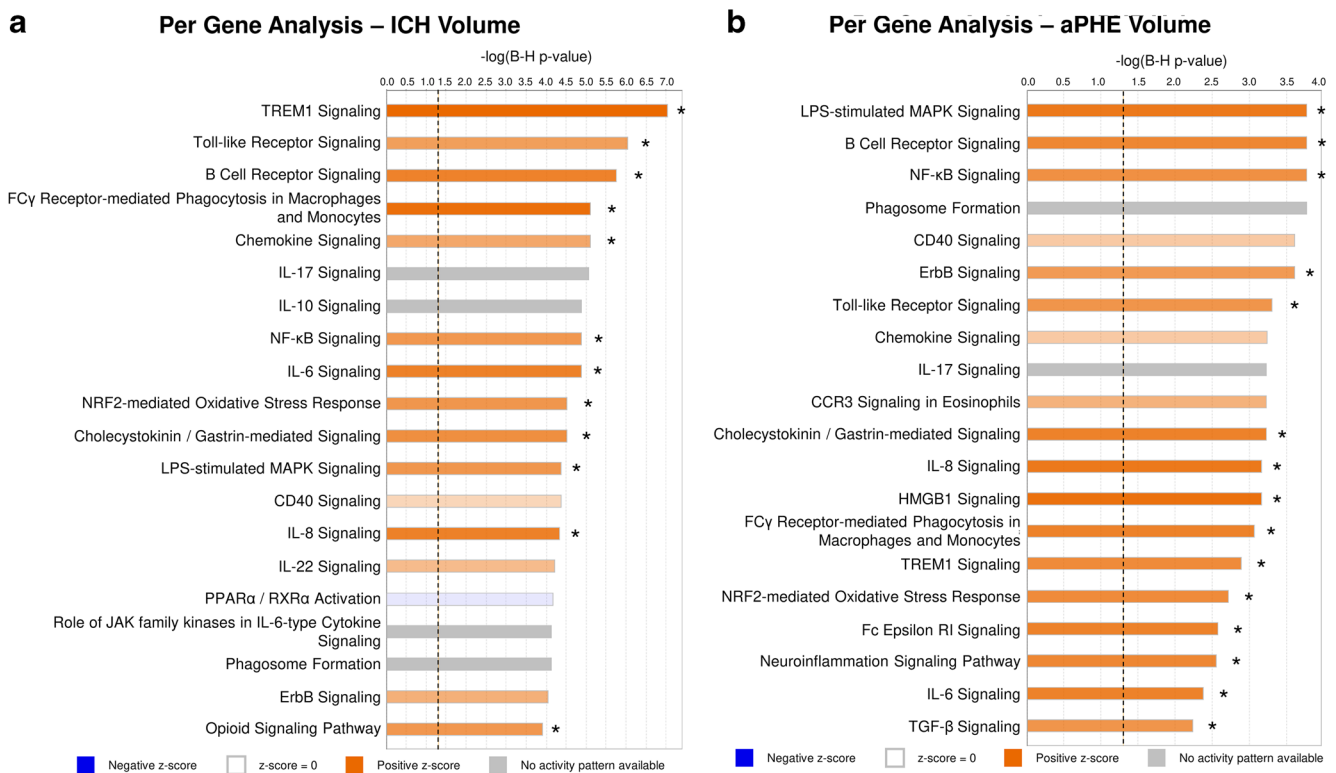 a
Per Gene Analysis – ICH Volume
-log(B-H p-value)
0.0 0.5 1.0 1.5 2.0 2.5 3.0 3.5 4.0 4.5 5.0 5.5 6.0 6.5 7.0
TREM1 Signaling *
Toll-like Receptor Signaling *
B Cell Receptor Signaling *
FCγ Receptor-mediated Phagocytosis in Macrophages
and Monocytes *
Chemokine Signaling *
IL-17 Signaling
IL-10 Signaling
NF-κB Signaling *
IL-6 Signaling *
NRF2-mediated Oxidative Stress Response *
Cholecystokinin / Gastrin-mediated Signaling *
LPS-stimulated MAPK Signaling *
CD40 Signaling
IL-8 Signaling *
IL-22 Signaling
PPARα / RXRα Activation
Role of JAK family kinases in IL-6-type Cytokine
Signaling
Phagosome Formation
ErbB Signaling
Opioid Signaling Pathway *
Negative z-score z-score = 0 Positive z-score No activity pattern available
b
Per Gene Analysis – aPHE Volume
-log(B-H p-value)
0.0 0.5 1.0 1.5 2.0 2.5 3.0 3.5 4.0
LPS-stimulated MAPK Signaling *
B Cell Receptor Signaling *
NF-κB Signaling *
Phagosome Formation
CD40 Signaling
ErbB Signaling *
Toll-like Receptor Signaling *
Chemokine Signaling
IL-17 Signaling
CCR3 Signaling in Eosinophils
Cholecystokinin / Gastrin-mediated Signaling *
IL-8 Signaling *
HMGB1 Signaling *
FCγ Receptor-mediated Phagocytosis in
Macrophages and Monocytes *
TREM1 Signaling *
NRF2-mediated Oxidative Stress Response *
Fc Epsilon RI Signaling *
Neuroinflammation Signaling Pathway *
IL-6 Signaling *
TGF-β Signaling *
Negative z-score z-score = 0 Positive z-score No activity pattern available